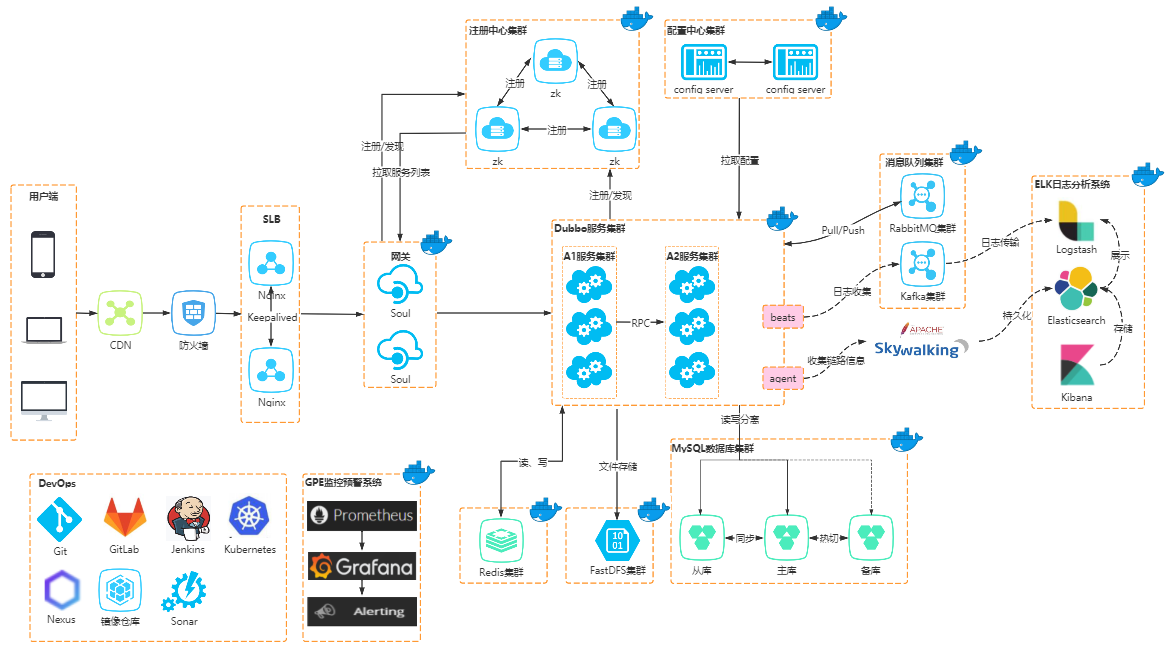 注册中心集群
zk
注册
注册
注册
zk
zk
配置中心集群
config server
config server
注册/发现
拉取服务列表
注册/发现
拉取配置
用户端
CDN
防火墙
SLB
Nginx
Keepalived
Nginx
网关
Soul
Soul
Dubbo服务集群
A1服务集群
RPC
A2服务集群
beats
agent
Pull/Push
日志收集
收集链路信息
消息队列集群
RabbitMQ集群
Kafka集群
APACHE
Skywalking
日志传输
持久化
ELK日志分析系统
Logstash
展示
Elasticsearch
存储
Kibana
读、写
文件存储
读写分离
Redis集群
10
01
FastDFS集群
MySQL数据库集群
从库
同步
主库
热切
备库
DevOps
Git
GitLab
Jenkins
Kubernetes
Nexus
镜像仓库
Sonar
GPE监控预警系统
Prometheus
Grafana
Alerting